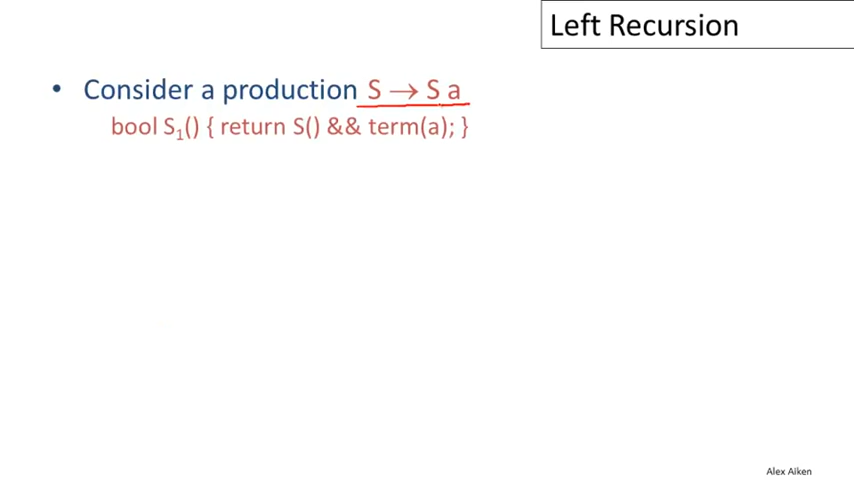 Left Recursion
• Consider a production S → S a
bool S₁() { return S() && term(a); }
Alex Aiken